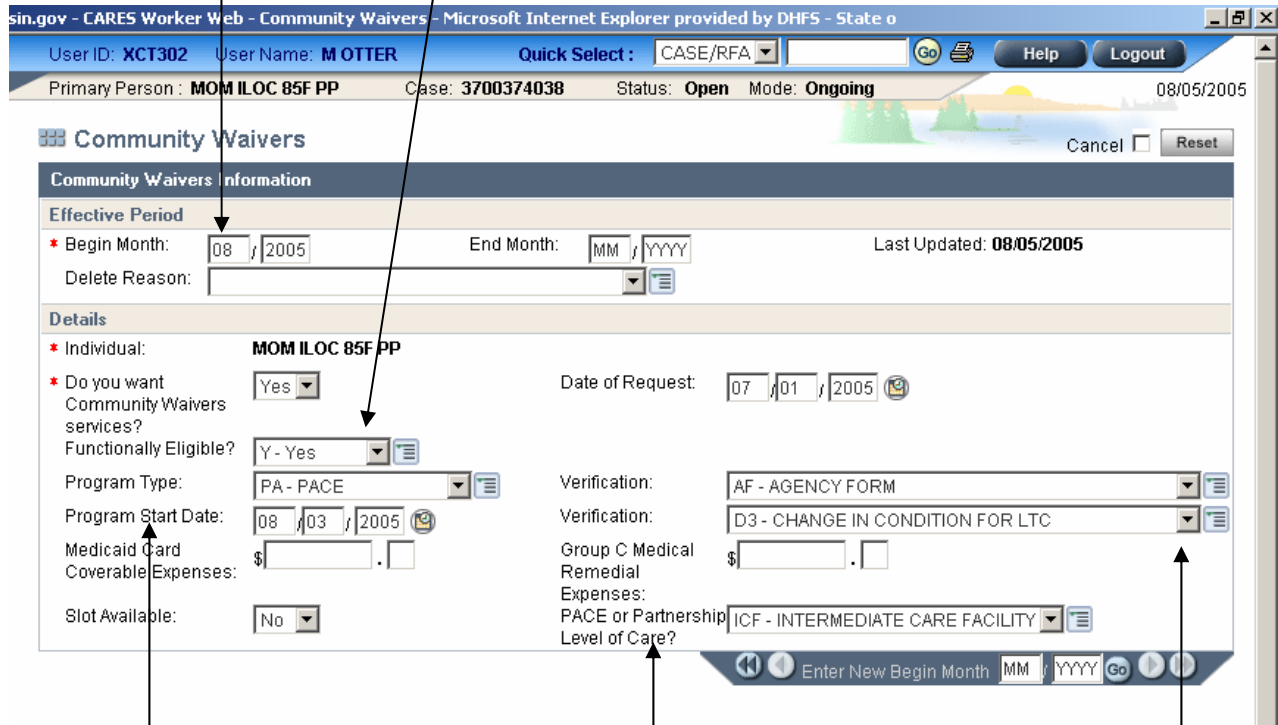 sin.gov - CARES Worker Web - Community Waivers - Microsoft Internet Explorer provided by DHFS - State o
User ID: XCT302 User Name: M OTTER Quick Select : CASE/RFA Go Help Logout
Primary Person : MOM ILOC 85F PP Case: 3700374038 Status: Open Mode: Ongoing 08/05/2005
Community Waivers Cancel Reset
Community Waivers Information
Effective Period
* Begin Month: 08 / 2005 End Month: MM / YYYY Last Updated: 08/05/2005
Delete Reason:
Details
* Individual: MOM ILOC 85F PP
* Do you want Community Waivers services? Yes Date of Request: 07 / 01 / 2005
Functionally Eligible? Y - Yes
Program Type: PA - PACE Verification: AF - AGENCY FORM
Program Start Date: 08 / 03 / 2005 Verification: D3 - CHANGE IN CONDITION FOR LTC
Medicaid Card Coverable Expenses: $ . Group C Medical Remedial Expenses: $ .
Slot Available: No PACE or Partnership Level of Care? ICF - INTERMEDIATE CARE FACILITY
Enter New Begin Month MM / YYYY Go